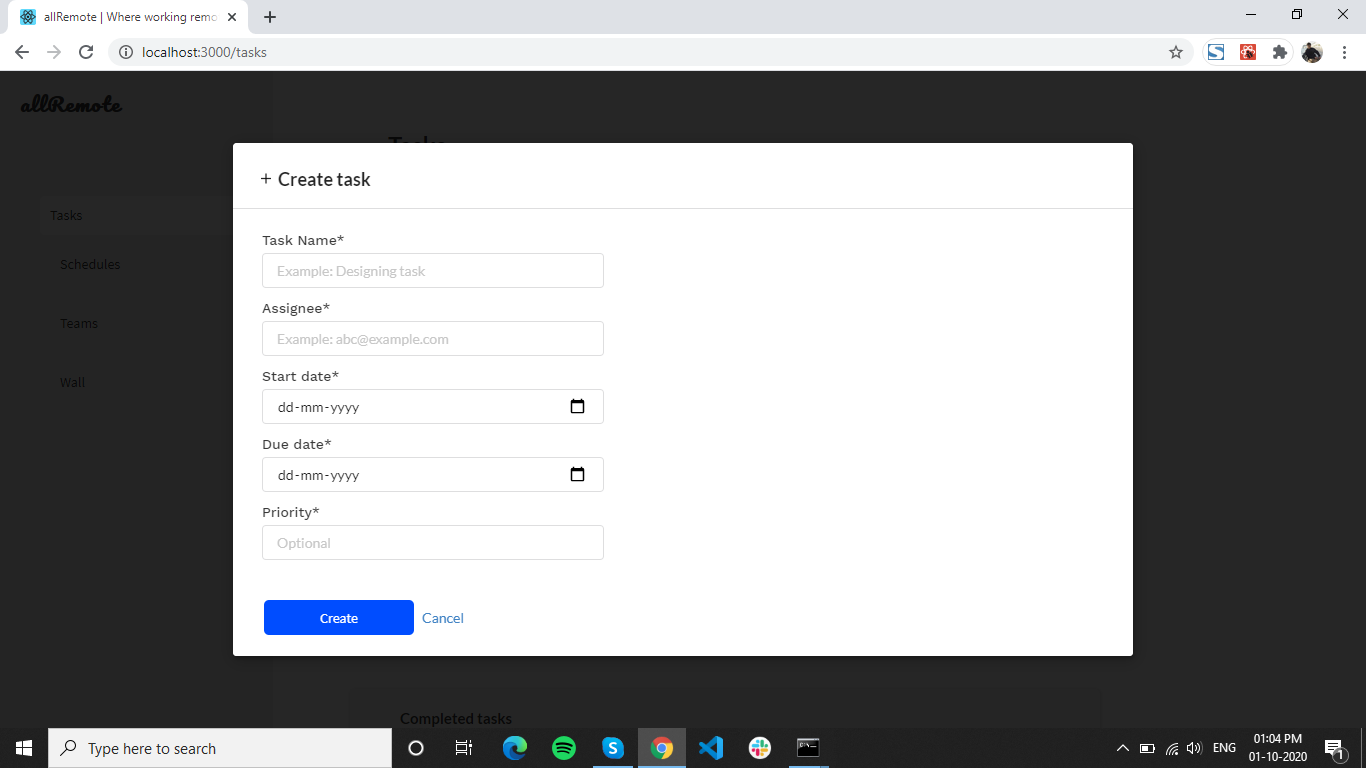 allRemote | Where working remo
localhost:3000/tasks
allRemote
Tasks
+ Create task
Tasks
Task Name*
Example: Designing task
Schedules
Assignee*
Teams
Example: abc@example.com
Start date*
Wall
dd-mm-yyyy
Due date*
dd-mm-yyyy
Priority*
Optional
Create Cancel
Completed tasks
Type here to search
ENG
01:04 PM
01-10-2020
1